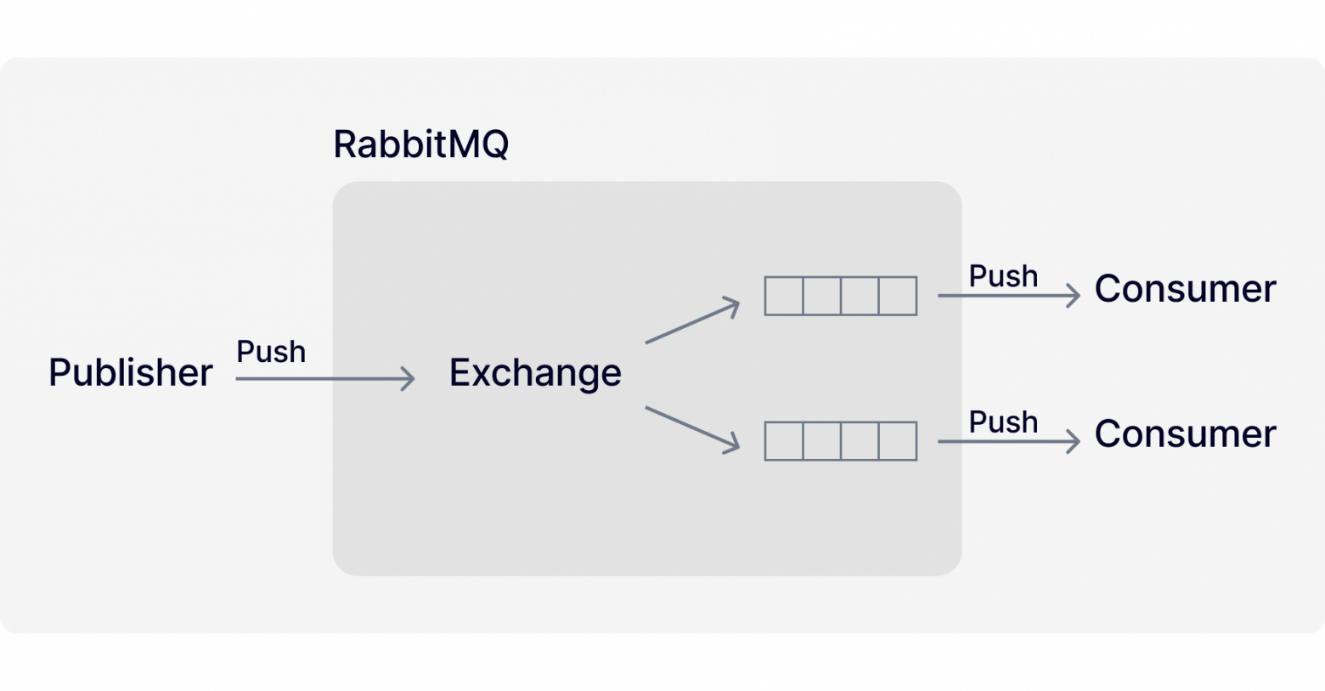 RabbitMQ
Publisher
Push
Exchange
Push
Consumer
Push
Consumer